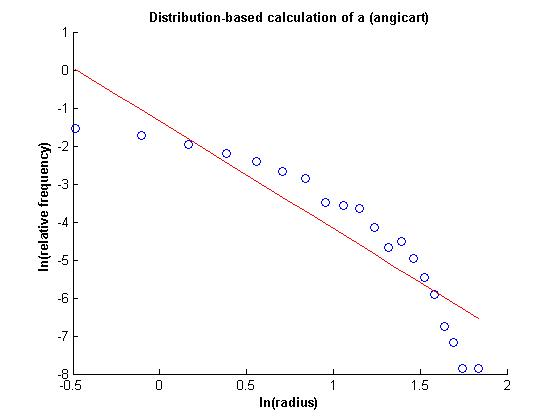 Distribution-based calculation of a (angicart)
1
0
-1
-2
-3
-4
-5
-6
-7
-8
ln(relative frequency)
-0.5 0 0.5 1 1.5 2
ln(radius)